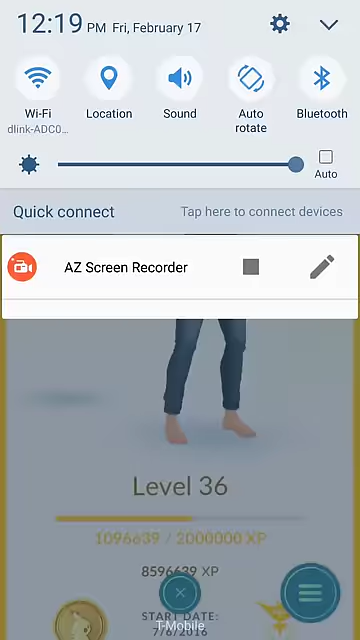 12:19 PM Fri, February 17
Wi-Fi Location Sound Auto rotate Bluetooth
dlink-ADC0...
Auto
Quick connect Tap here to connect devices
AZ Screen Recorder
Level 36
1096639 / 2000000 XP
8596639 XP
START DATE:
T-Mobile
7/6/2016